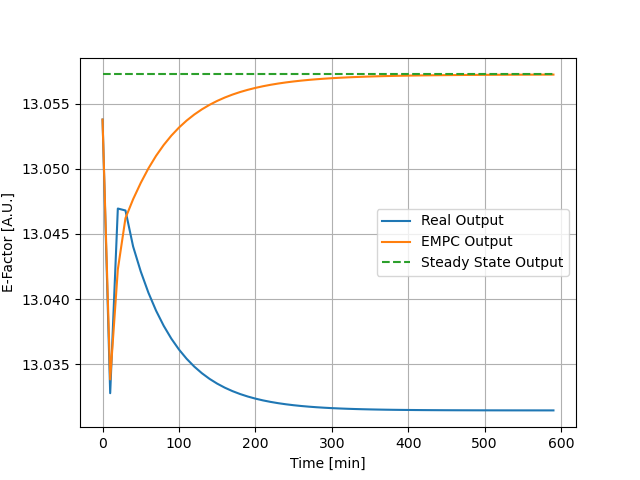 13.055
13.050
13.045
13.040
13.035
E-Factor [A.U.]
Real Output
EMPC Output
Steady State Output
0
100
200
300
400
500
600
Time [min]